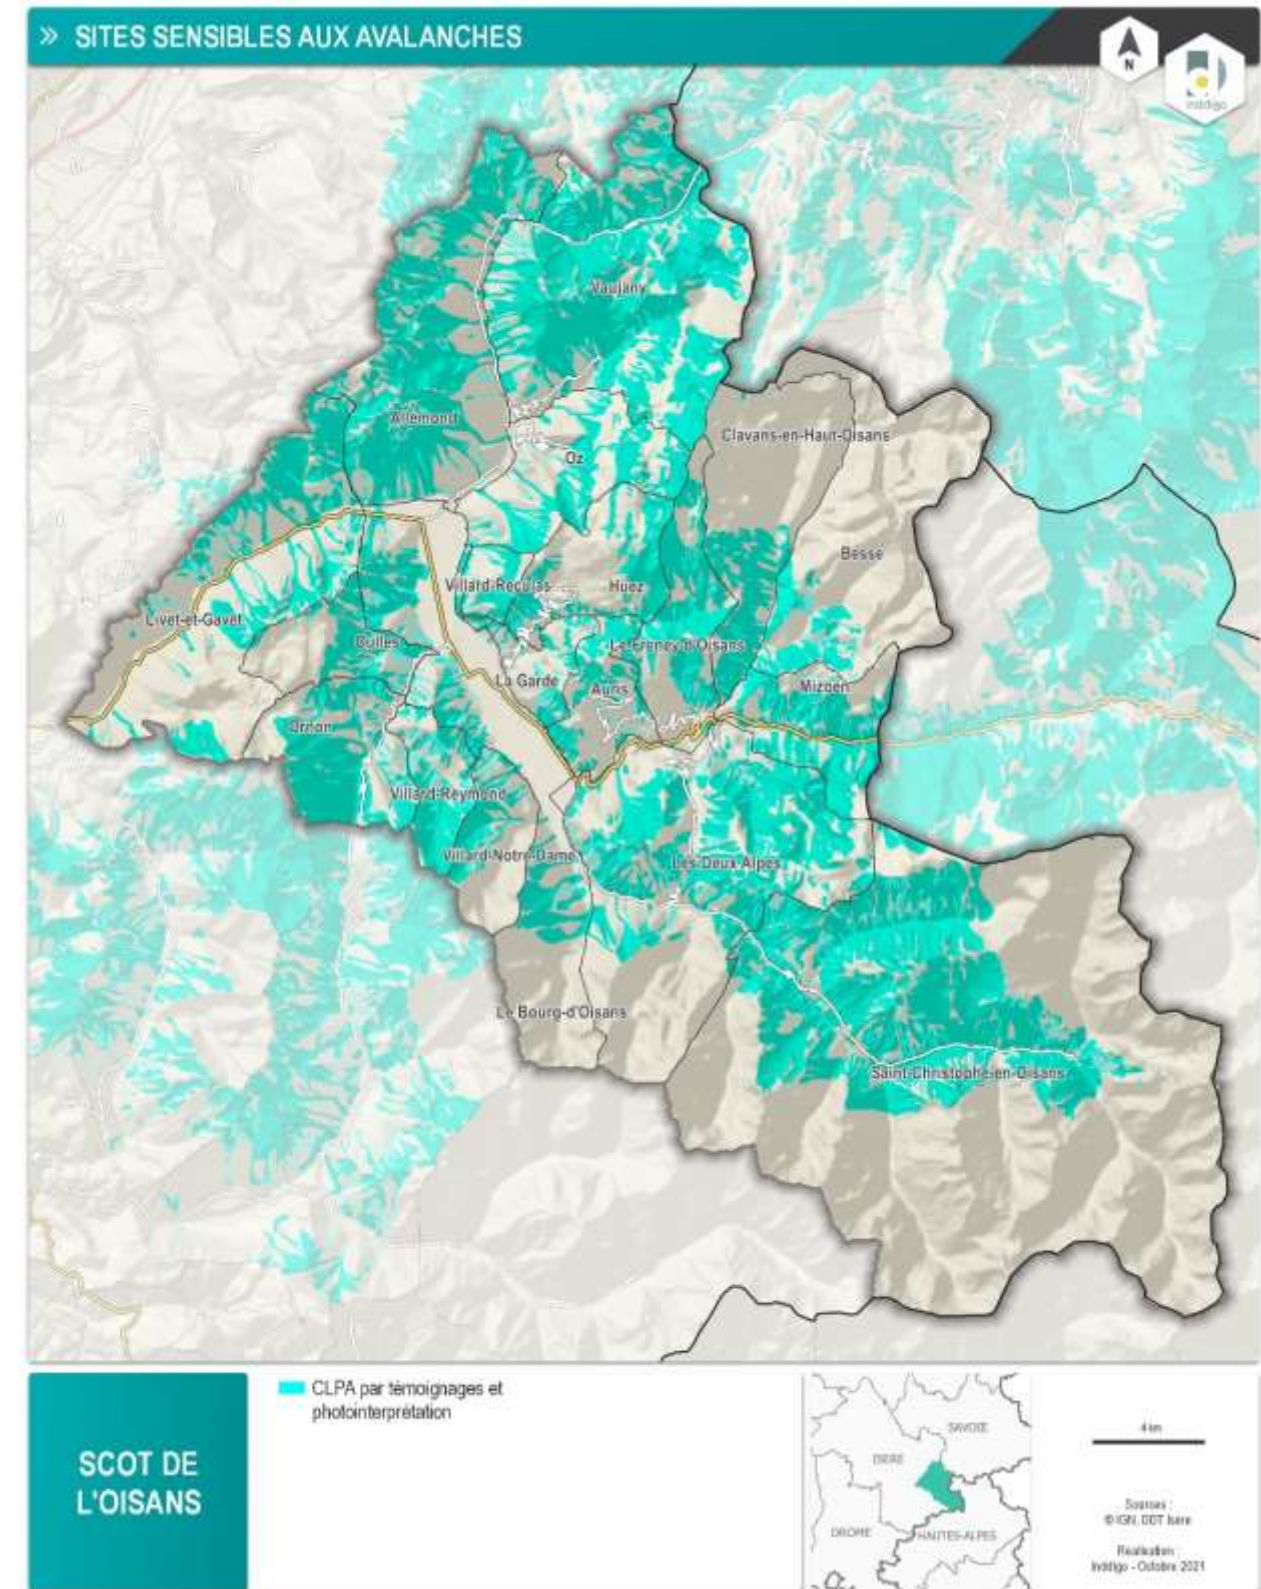 » SITES SENSIBLES AUX AVALANCHES
N
inddigo
Vaujany
Allemond
Clavans-en-Haut-Oisans
Oz
Besse
Villard-Reculas
Huez
Livet-et-Gavet
Oulles
Le Freney-d'Oisans
La Garde
Auris
Mizoën
Ornon
Villard-Reymond
Villard-Notre-Dame
Les Deux Alpes
Le Bourg-d'Oisans
Saint-Christophe-en-Oisans
SCOT DE
L'OISANS
CLPA par témoignages et
photointerprétation
SAVOIE
ISERE
DROME
HAUTES-ALPES
4 km
Sources :
© IGN, DDT Isère
Réalisation :
Inddigo - Octobre 2021